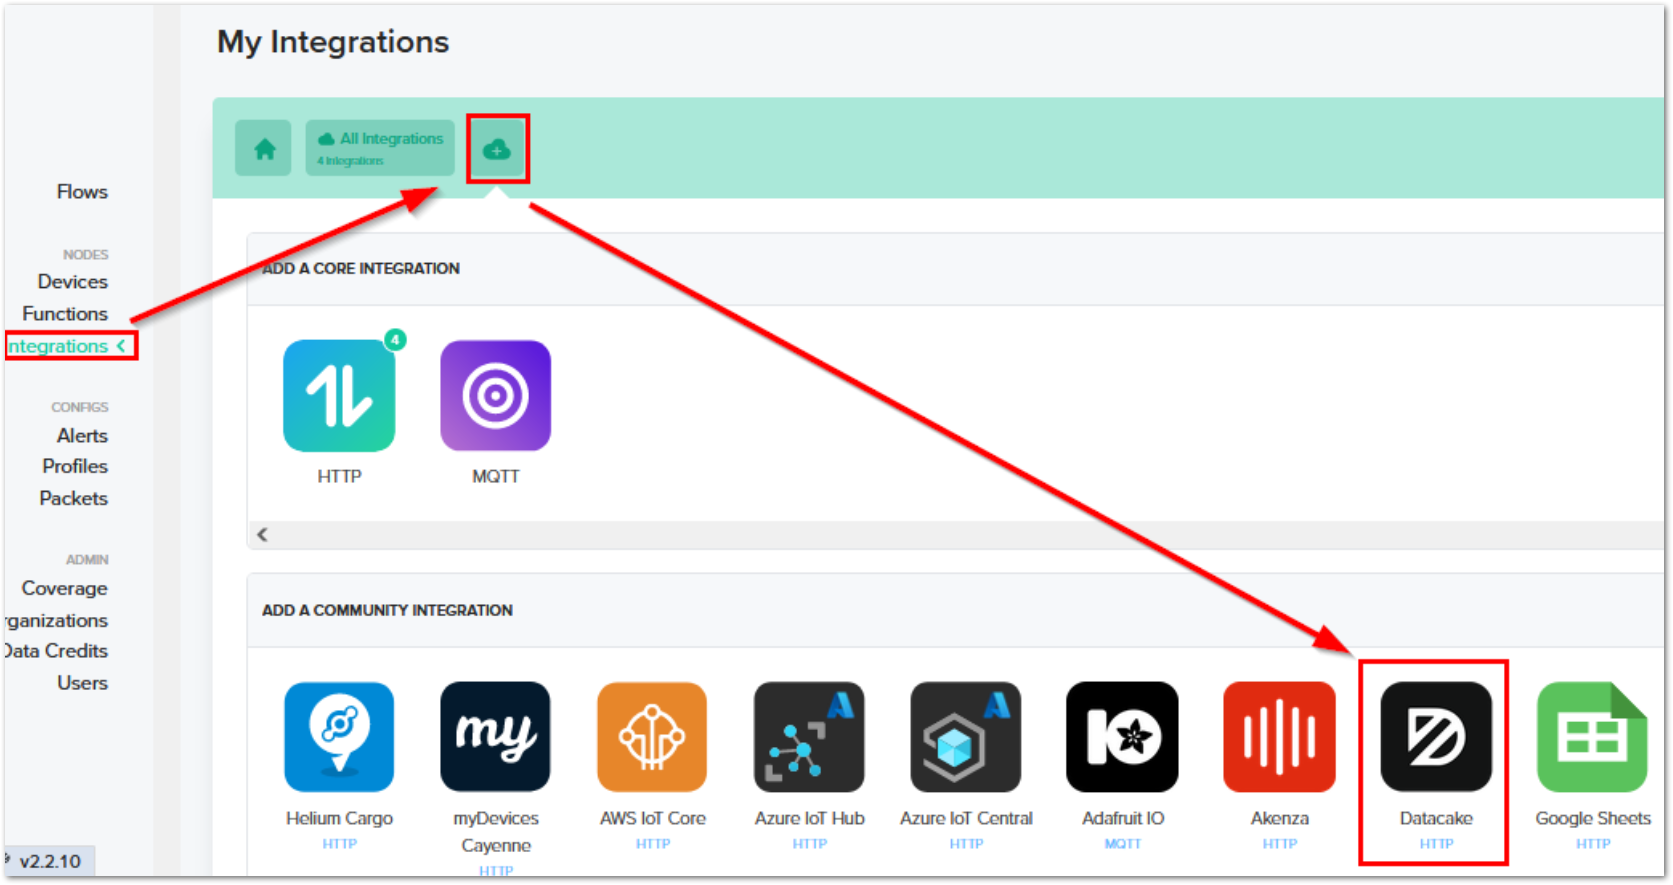 My Integrations
All Integrations
4 Integrations
Flows
NODES
Devices
Functions
ntegrations
CONFIGS
Alerts
Profiles
Packets
ADMIN
Coverage
rganizations
Data Credits
Users
v2.2.10
ADD A CORE INTEGRATION
4
HTTP
MQTT
ADD A COMMUNITY INTEGRATION
my
IO
Helium Cargo
HTTP
myDevices
Cayenne
HTTP
AWS IoT Core
HTTP
Azure IoT Hub
HTTP
Azure IoT Central
HTTP
Adafruit IO
MQTT
Akenza
HTTP
Datacake
HTTP
Google Sheets
HTTP